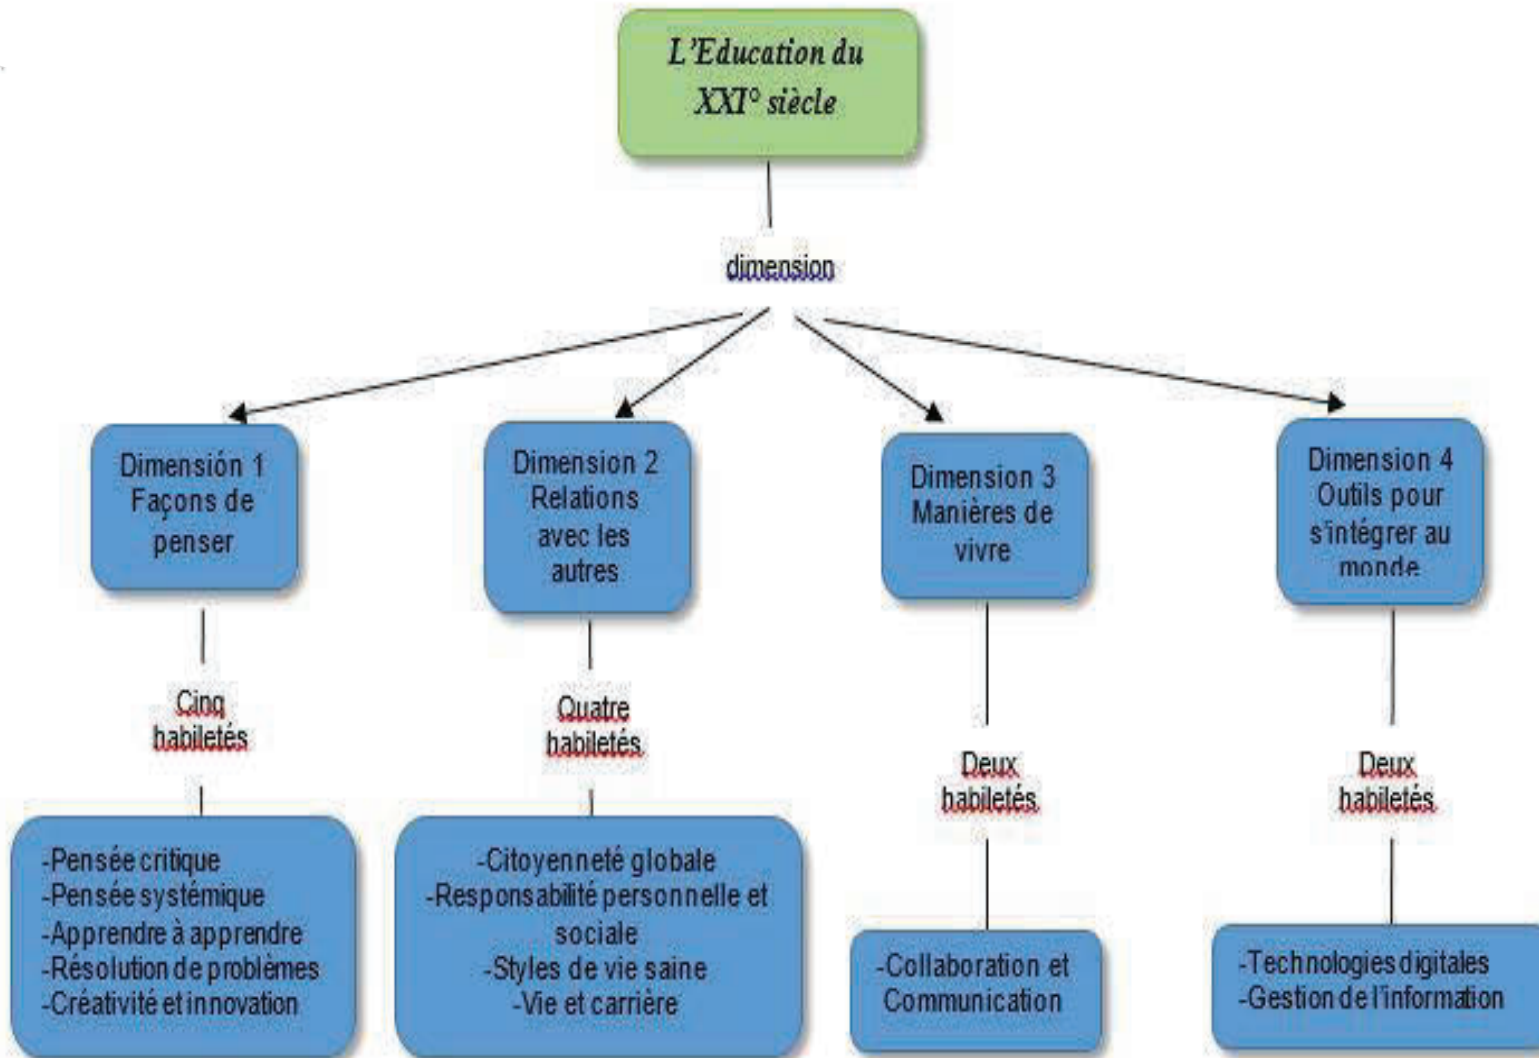 L'Education du
XXI° siècle
dimension
Dimensión 1
Façons de
penser
Dimension 2
Relations
avec les
autres
Dimension 3
Manières de
vivre
Dimension 4
Outils pour
s'intégrer au
monde
Cinq
habiletés
Quatre
habiletés
Deux
habiletés
Deux
habiletés
-Pensée critique
-Pensée systémique
-Apprendre à apprendre
-Résolution de problèmes
-Créativité et innovation
-Citoyenneté globale
-Responsabilité personnelle et
sociale
-Styles de vie saine
-Vie et carrière
-Collaboration et
Communication
-Technologies digitales
-Gestion de l'information